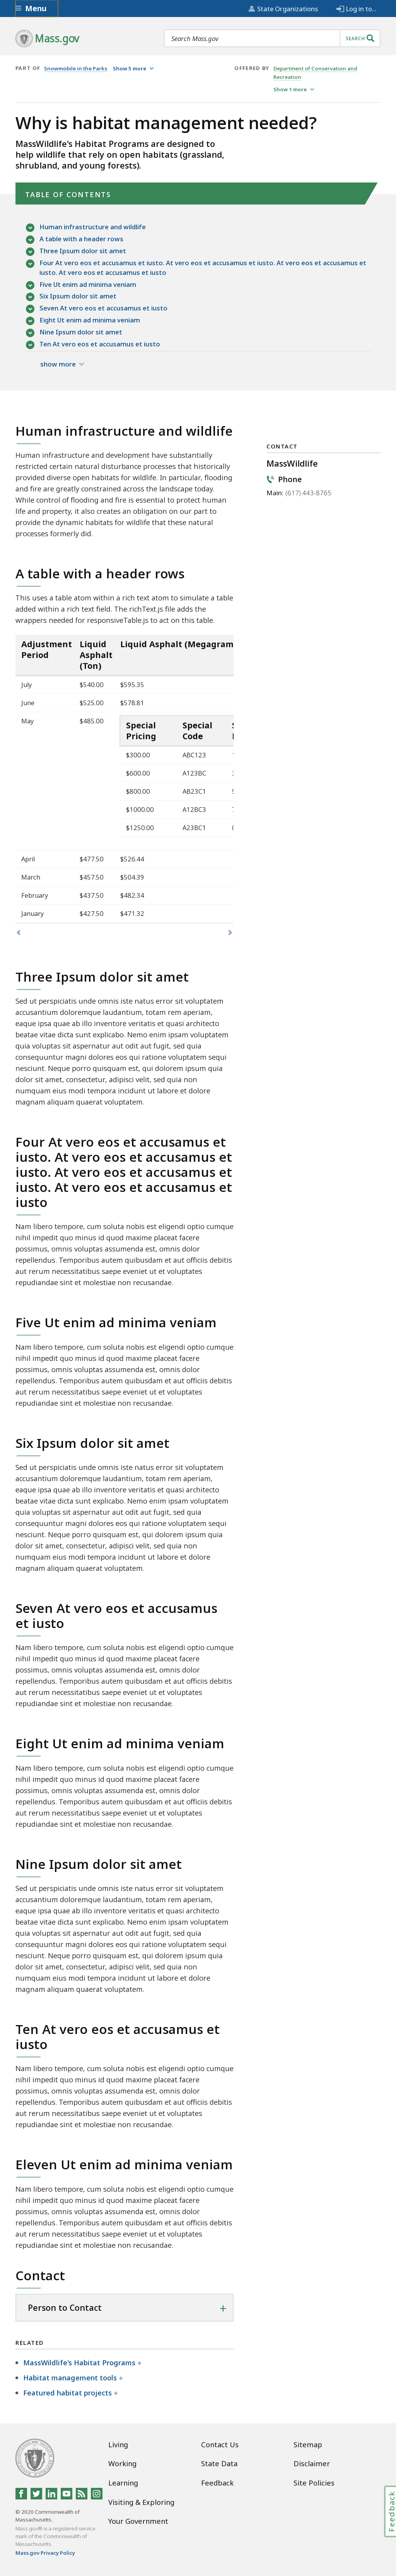 Menu
State Organizations
Log in to...
Mass.gov
Search Mass.gov
SEARCH
PART OF Snowmobile in the Parks Show 5 more
OFFERED BY Department of Conservation and
Recreation
Show 1 more
Why is habitat management needed?
MassWildlife's Habitat Programs are designed to
help wildlife that rely on open habitats (grassland,
shrubland, and young forests).
TABLE OF CONTENTS
Human infrastructure and wildlife
A table with a header rows
Three Ipsum dolor sit amet
Four At vero eos et accusamus et iusto. At vero eos et accusamus et iusto. At vero eos et accusamus et
iusto. At vero eos et accusamus et iusto
Five Ut enim ad minima veniam
Six Ipsum dolor sit amet
Seven At vero eos et accusamus et iusto
Eight Ut enim ad minima veniam
Nine Ipsum dolor sit amet
Ten At vero eos et accusamus et iusto
show more
Human infrastructure and wildlife
Human infrastructure and development have substantially
restricted certain natural disturbance processes that historically
provided diverse open habitats for wildlife. In particular, flooding
and fire are greatly constrained across the landscape today.
While control of flooding and fire is essential to protect human
life and property, it also creates an obligation on our part to
provide the dynamic habitats for wildlife that these natural
processes formerly did.
CONTACT
MassWildlife
Phone
Main: (617) 443-8765
A table with a header rows
This uses a table atom within a rich text atom to simulate a table
added within a rich text field. The richText.js file adds the
wrappers needed for responsiveTable.js to act on this table.
Adjustment Liquid Liquid Asphalt (Megagram
Period Asphalt
(Ton)
July $540.00 $595.35
June $525.00 $578.81
May $485.00
Special Special
Pricing Code
$300.00 ABC123
$600.00 A123BC
$800.00 AB23C1
$1000.00 A12BC3
$1250.00 A23BC1
April $477.50 $526.44
March $457.50 $504.39
February $437.50 $482.34
January $427.50 $471.32
Three Ipsum dolor sit amet
Sed ut perspiciatis unde omnis iste natus error sit voluptatem
accusantium doloremque laudantium, totam rem aperiam,
eaque ipsa quae ab illo inventore veritatis et quasi architecto
beatae vitae dicta sunt explicabo. Nemo enim ipsam voluptatem
quia voluptas sit aspernatur aut odit aut fugit, sed quia
consequuntur magni dolores eos qui ratione voluptatem sequi
nesciunt. Neque porro quisquam est, qui dolorem ipsum quia
dolor sit amet, consectetur, adipisci velit, sed quia non
numquam eius modi tempora incidunt ut labore et dolore
magnam aliquam quaerat voluptatem.
Four At vero eos et accusamus et
iusto. At vero eos et accusamus et
iusto. At vero eos et accusamus et
iusto. At vero eos et accusamus et
iusto
Nam libero tempore, cum soluta nobis est eligendi optio cumque
nihil impedit quo minus id quod maxime placeat facere
possimus, omnis voluptas assumenda est, omnis dolor
repellendus. Temporibus autem quibusdam et aut officiis debitis
aut rerum necessitatibus saepe eveniet ut et voluptates
repudiandae sint et molestiae non recusandae.
Five Ut enim ad minima veniam
Nam libero tempore, cum soluta nobis est eligendi optio cumque
nihil impedit quo minus id quod maxime placeat facere
possimus, omnis voluptas assumenda est, omnis dolor
repellendus. Temporibus autem quibusdam et aut officiis debitis
aut rerum necessitatibus saepe eveniet ut et voluptates
repudiandae sint et molestiae non recusandae.
Six Ipsum dolor sit amet
Sed ut perspiciatis unde omnis iste natus error sit voluptatem
accusantium doloremque laudantium, totam rem aperiam,
eaque ipsa quae ab illo inventore veritatis et quasi architecto
beatae vitae dicta sunt explicabo. Nemo enim ipsam voluptatem
quia voluptas sit aspernatur aut odit aut fugit, sed quia
consequuntur magni dolores eos qui ratione voluptatem sequi
nesciunt. Neque porro quisquam est, qui dolorem ipsum quia
dolor sit amet, consectetur, adipisci velit, sed quia non
numquam eius modi tempora incidunt ut labore et dolore
magnam aliquam quaerat voluptatem.
Seven At vero eos et accusamus
et iusto
Nam libero tempore, cum soluta nobis est eligendi optio cumque
nihil impedit quo minus id quod maxime placeat facere
possimus, omnis voluptas assumenda est, omnis dolor
repellendus. Temporibus autem quibusdam et aut officiis debitis
aut rerum necessitatibus saepe eveniet ut et voluptates
repudiandae sint et molestiae non recusandae.
Eight Ut enim ad minima veniam
Nam libero tempore, cum soluta nobis est eligendi optio cumque
nihil impedit quo minus id quod maxime placeat facere
possimus, omnis voluptas assumenda est, omnis dolor
repellendus. Temporibus autem quibusdam et aut officiis debitis
aut rerum necessitatibus saepe eveniet ut et voluptates
repudiandae sint et molestiae non recusandae.
Nine Ipsum dolor sit amet
Sed ut perspiciatis unde omnis iste natus error sit voluptatem
accusantium doloremque laudantium, totam rem aperiam,
eaque ipsa quae ab illo inventore veritatis et quasi architecto
beatae vitae dicta sunt explicabo. Nemo enim ipsam voluptatem
quia voluptas sit aspernatur aut odit aut fugit, sed quia
consequuntur magni dolores eos qui ratione voluptatem sequi
nesciunt. Neque porro quisquam est, qui dolorem ipsum quia
dolor sit amet, consectetur, adipisci velit, sed quia non
numquam eius modi tempora incidunt ut labore et dolore
magnam aliquam quaerat voluptatem.
Ten At vero eos et accusamus et
iusto
Nam libero tempore, cum soluta nobis est eligendi optio cumque
nihil impedit quo minus id quod maxime placeat facere
possimus, omnis voluptas assumenda est, omnis dolor
repellendus. Temporibus autem quibusdam et aut officiis debitis
aut rerum necessitatibus saepe eveniet ut et voluptates
repudiandae sint et molestiae non recusandae.
Eleven Ut enim ad minima veniam
Nam libero tempore, cum soluta nobis est eligendi optio cumque
nihil impedit quo minus id quod maxime placeat facere
possimus, omnis voluptas assumenda est, omnis dolor
repellendus. Temporibus autem quibusdam et aut officiis debitis
aut rerum necessitatibus saepe eveniet ut et voluptates
repudiandae sint et molestiae non recusandae.
Contact
Person to Contact
RELATED
MassWildlife's Habitat Programs
Habitat management tools
Featured habitat projects
Living
Working
Learning
Visiting & Exploring
Your Government
Contact Us
State Data
Feedback
Sitemap
Disclaimer
Site Policies
© 2020 Commonwealth of
Massachusetts.
Mass.gov® is a registered service
mark of the Commonwealth of
Massachusetts.
Mass.gov Privacy Policy
Feedback